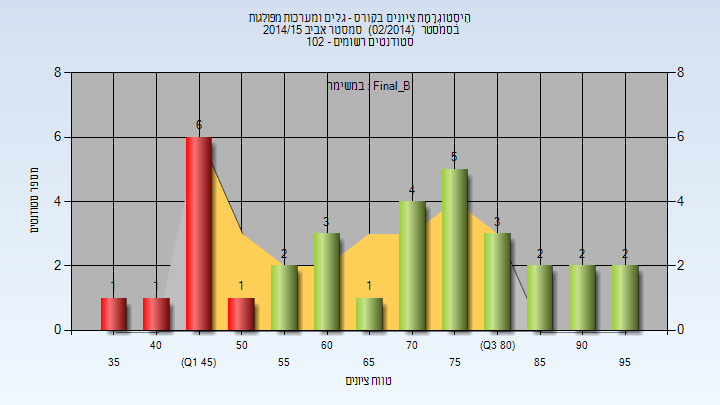 היסטוגרמת ציונים בקורס - גלים ומערכות מפולגות
בסמסטר (02/2014) סמסטר אביב 2014/15
סטודנטים רשומים - 102
במשימה : Final_B
מספר סטודנטים
8 8
6 6
4 4
2 2
0 0
1 1 6 1 2 3 1 4 5 3 2 2 2
35 40 (Q1 45) 50 55 60 65 70 75 (Q3 80) 85 90 95
טווח ציונים